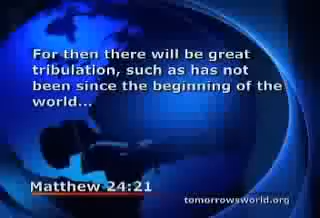 For then there will be great
tribulation, such as has not
been since the beginning of the
world...
Matthew 24:21
tomorrowsworld.org